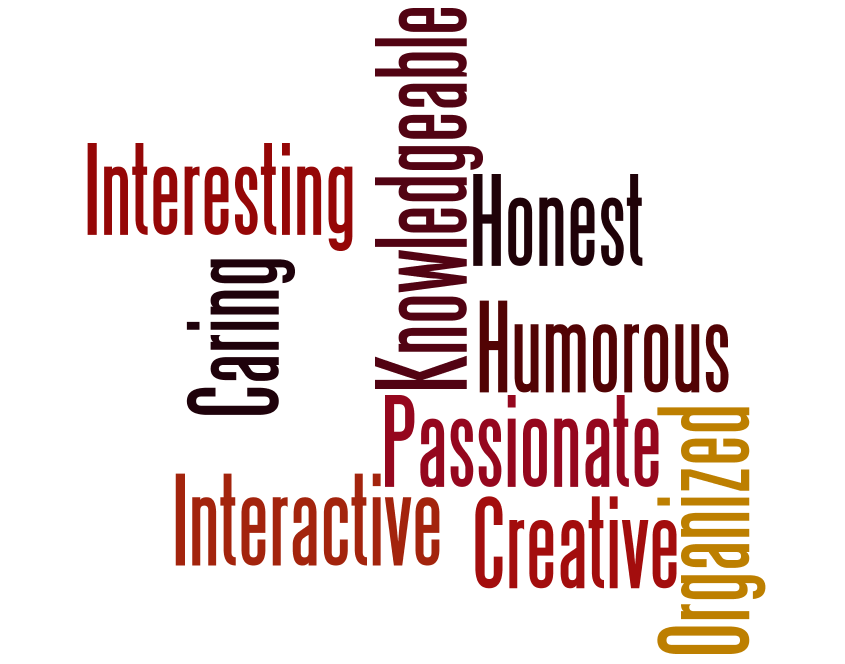 Knowledgeable
Interesting
Honest
Caring
Humorous
Passionate
Organized
Interactive
Creative